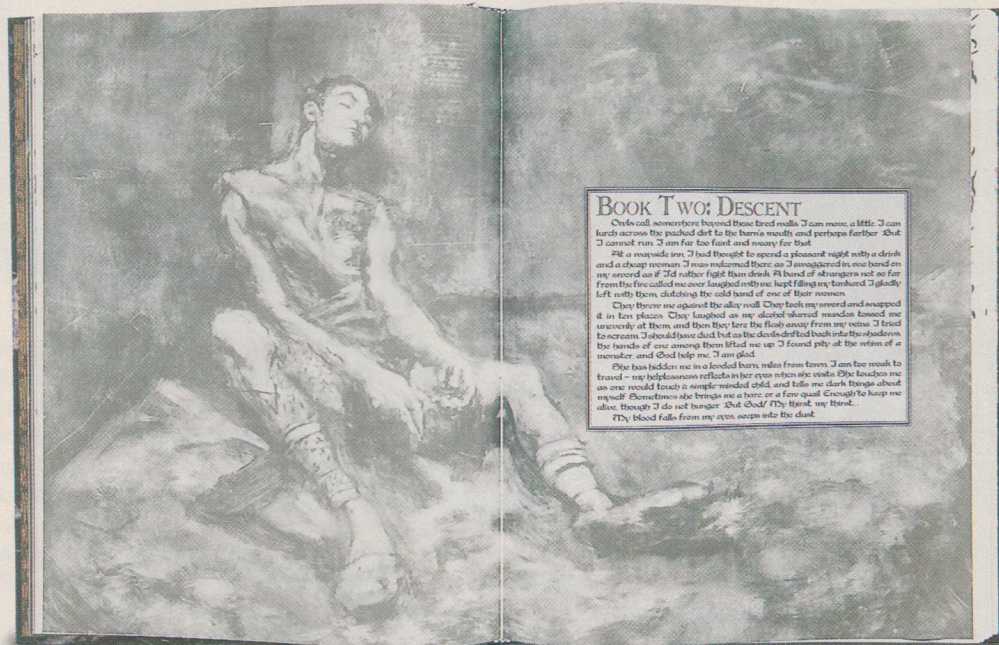 BOOK TWO: DESCENT
Owls call, somewhere beyond these tired walls. I can move, a little. I can
lurch across the packed dirt to the barn's mouth and perhaps farther. But
I cannot run. I am far too faint and weary for that.
At a wayside inn, I had thought to spend a pleasant night with a drink
and a cheap woman. I was welcomed there, as I swaggered in, one hand on
my sword as if I'd rather fight than drink. A band of strangers not so far
from the fire called me over, laughed with me, kept filling my tankard. I gladly
left with them, clutching the cold hand of one of their women.
They threw me against the alley wall. They took my sword and snapped
it in ten places. They laughed as my alcohol-slurred muscles tossed me
unevenly at them, and then they tore the flesh away from my veins. I tried
to scream. I should have died, but as the devils drifted back into the shadows
the hands of one among them lifted me up. I found pity at the whim of a
monster, and God help me, I am glad.
She has hidden me in a leveled barn, miles from town. I am too weak to
travel – my helplessness reflects in her eyes when she visits. She touches me
as one would touch a simple-minded child, and tells me dark things about
myself. Sometimes she brings me a hare, or a few quail. Enough to keep me
alive, though I do not hunger. But God! My thirst, my thirst...
My blood falls from my eyes, seeps into the dust.